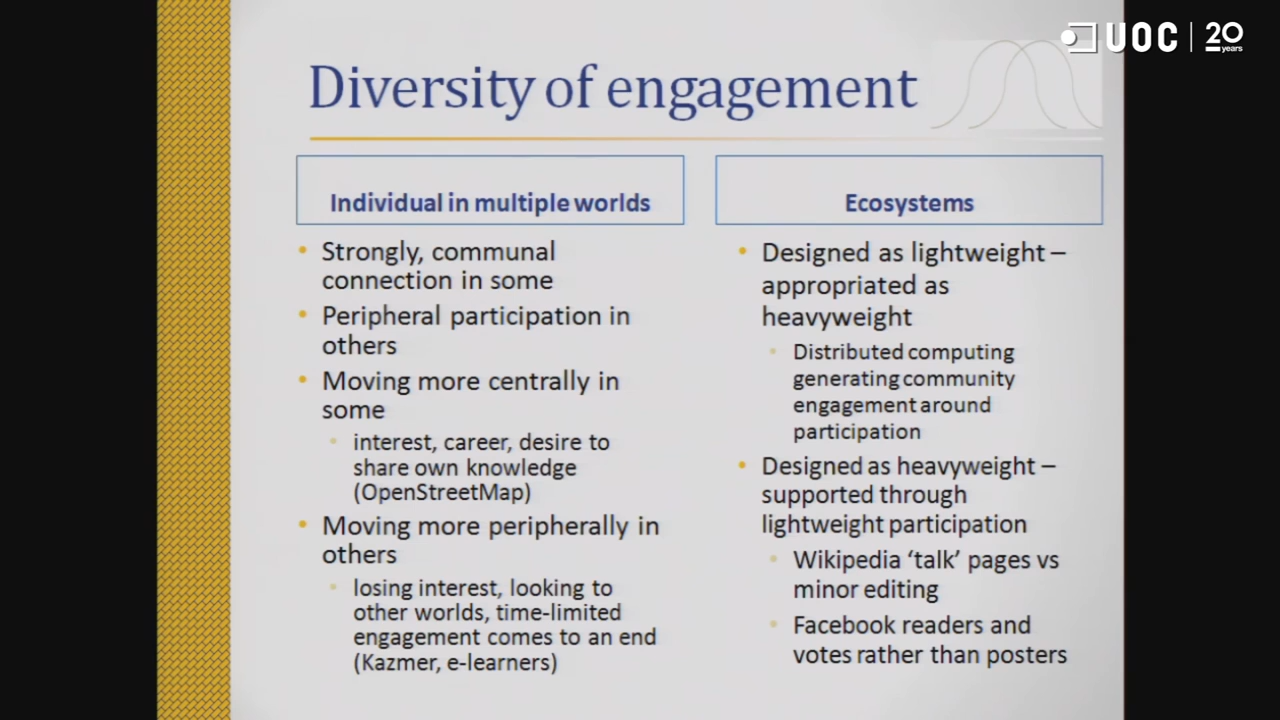 UOC | 20 years
Diversity of engagement
Individual in multiple worlds
• Strongly, communal
connection in some
• Peripheral participation in
others
• Moving more centrally in
some
• interest, career, desire to
share own knowledge
(OpenStreetMap)
• Moving more peripherally in
others
• losing interest, looking to
other worlds, time-limited
engagement comes to an end
(Kazmer, e-learners)
Ecosystems
• Designed as lightweight –
appropriated as
heavyweight
• Distributed computing
generating community
engagement around
participation
• Designed as heavyweight –
supported through
lightweight participation
• Wikipedia ‘talk’ pages vs
minor editing
• Facebook readers and
votes rather than posters